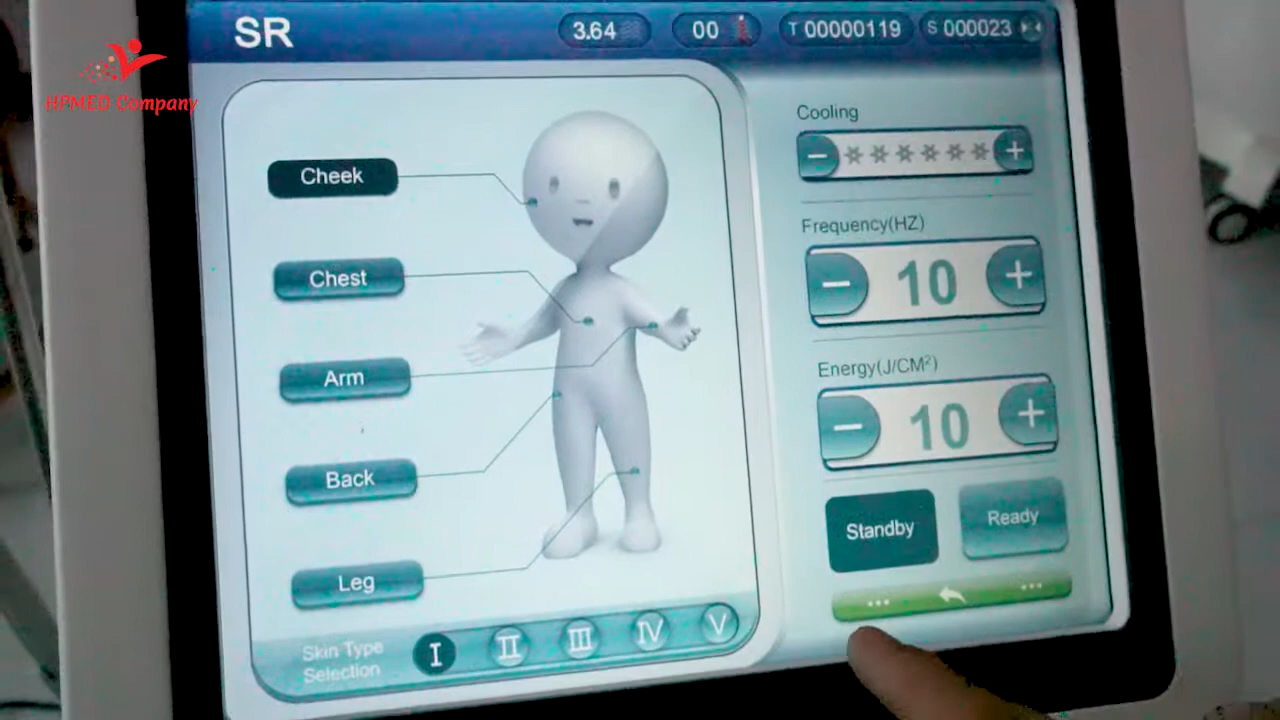 SR
3.64
00
T 00000119
S 000023
HPMED Company
Cheek
Chest
Arm
Back
Leg
Skin Type
Selection
I
II
III
IV
V
Cooling
− +
Frequency(HZ)
− 10 +
Energy(J/CM²)
− 10 +
Standby
Ready